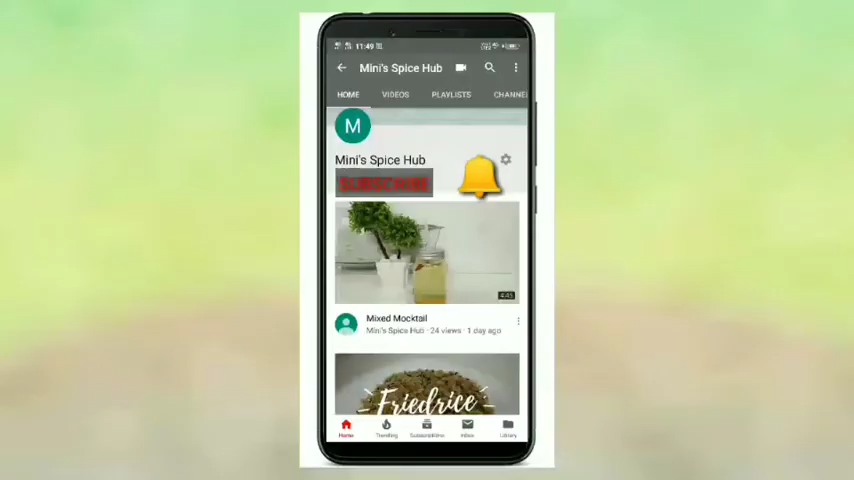 11:49
Mini's Spice Hub
HOME VIDEOS PLAYLISTS CHANNEL
M
Mini's Spice Hub
SUBSCRIBE
4:45
Mixed Mocktail
Mini's Spice Hub · 24 views · 1 day ago
Friedrice
Home Trending Subscriptions Inbox Library